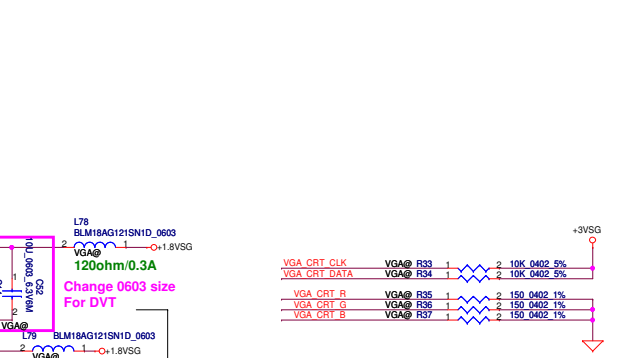 L78
BLM18AG121SN1D_0603
2
1
+1.8VSG
VGA@
120ohm/0.3A
Change 0603 size
For DVT
10U_0603_6.3V6M
C52
1
2
VGA@
L79
BLM18AG121SN1D_0603
2
1
+1.8VSG
VGA@
+3VSG
VGA_CRT_CLK VGA@ R33 1 2 10K_0402_5%
VGA_CRT_DATA VGA@ R34 1 2 10K_0402_5%
VGA_CRT_R VGA@ R35 1 2 150_0402_1%
VGA_CRT_G VGA@ R36 1 2 150_0402_1%
VGA_CRT_B VGA@ R37 1 2 150_0402_1%